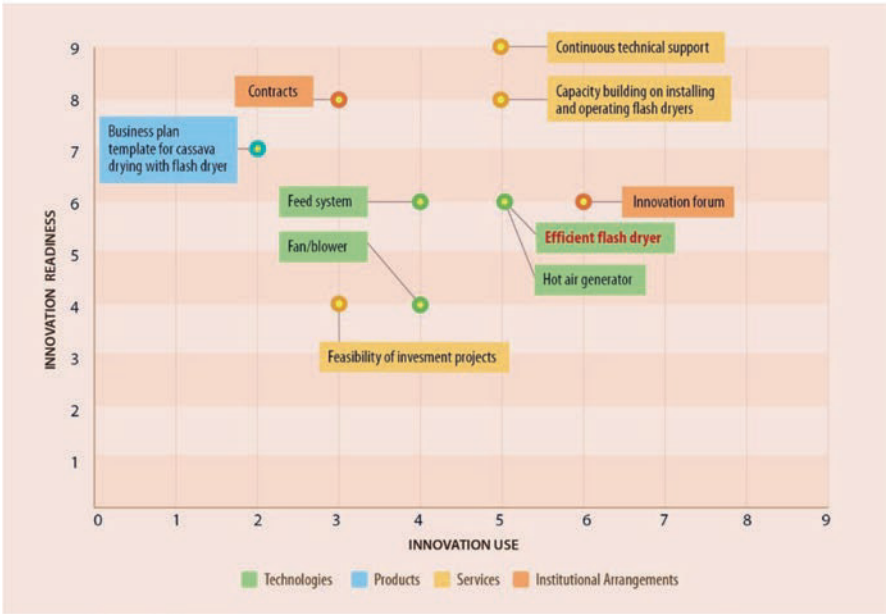 INNOVATION READINESS
9
8
7
6
5
4
3
2
1
Continuous technical support
Contracts
Capacity building on installing
and operating flash dryers
Business plan
template for cassava
drying with flash dryer
Feed system
Innovation forum
Fan/blower
Efficient flash dryer
Hot air generator
Feasibility of invesment projects
0 1 2 3 4 5 6 7 8 9
INNOVATION USE
Technologies Products Services Institutional Arrangements